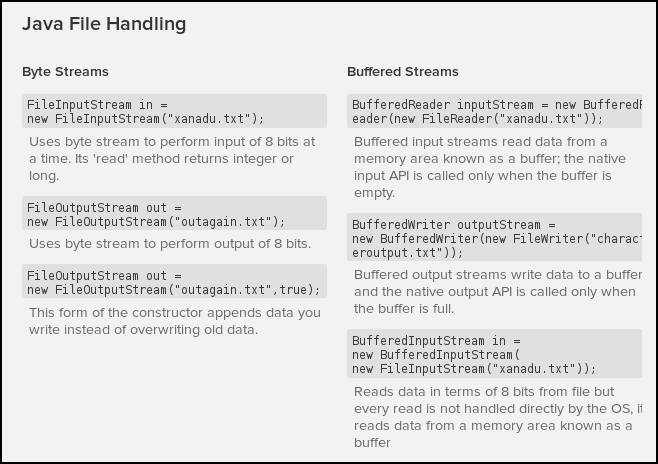 Java File Handling
Byte Streams
FileInputStream in =
new FileInputStream("xanadu.txt");
Uses byte stream to perform input of 8 bits at
a time. Its 'read' method returns integer or
long.
FileOutputStream out =
new FileOutputStream("outagain.txt");
Uses byte stream to perform output of 8 bits.
FileOutputStream out =
new FileOutputStream("outagain.txt",true);
This form of the constructor appends data you
write instead of overwriting old data.
Buffered Streams
BufferedReader inputStream = new BufferedR
eader(new FileReader("xanadu.txt"));
Buffered input streams read data from a
memory area known as a buffer; the native
input API is called only when the buffer is
empty.
BufferedWriter outputStream =
new BufferedWriter(new FileWriter("charact
eroutput.txt"));
Buffered output streams write data to a buffer
and the native output API is called only when
the buffer is full.
BufferedInputStream in =
new BufferedInputStream(
new FileInputStream("xanadu.txt"));
Reads data in terms of 8 bits from file but
every read is not handled directly by the OS, it
reads data from a memory area known as a
buffer